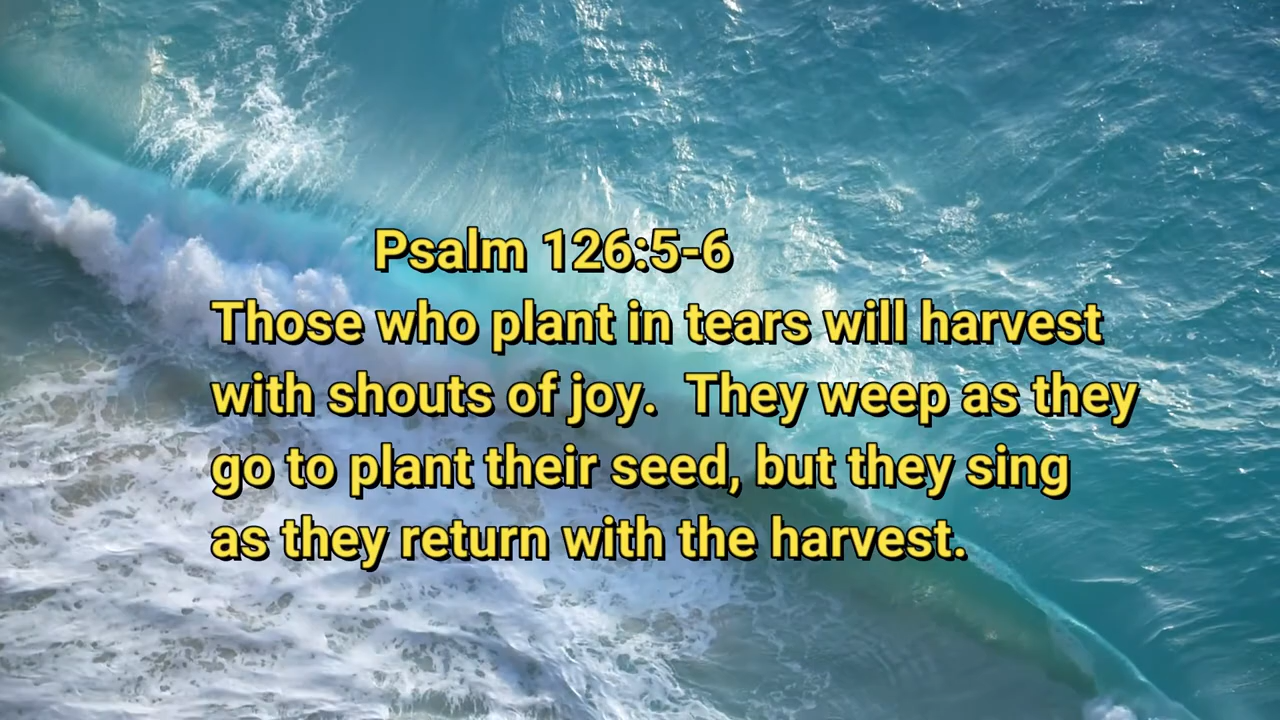 Psalm 126:5-6
Those who plant in tears will harvest
with shouts of joy.  They weep as they
go to plant their seed, but they sing
as they return with the harvest.